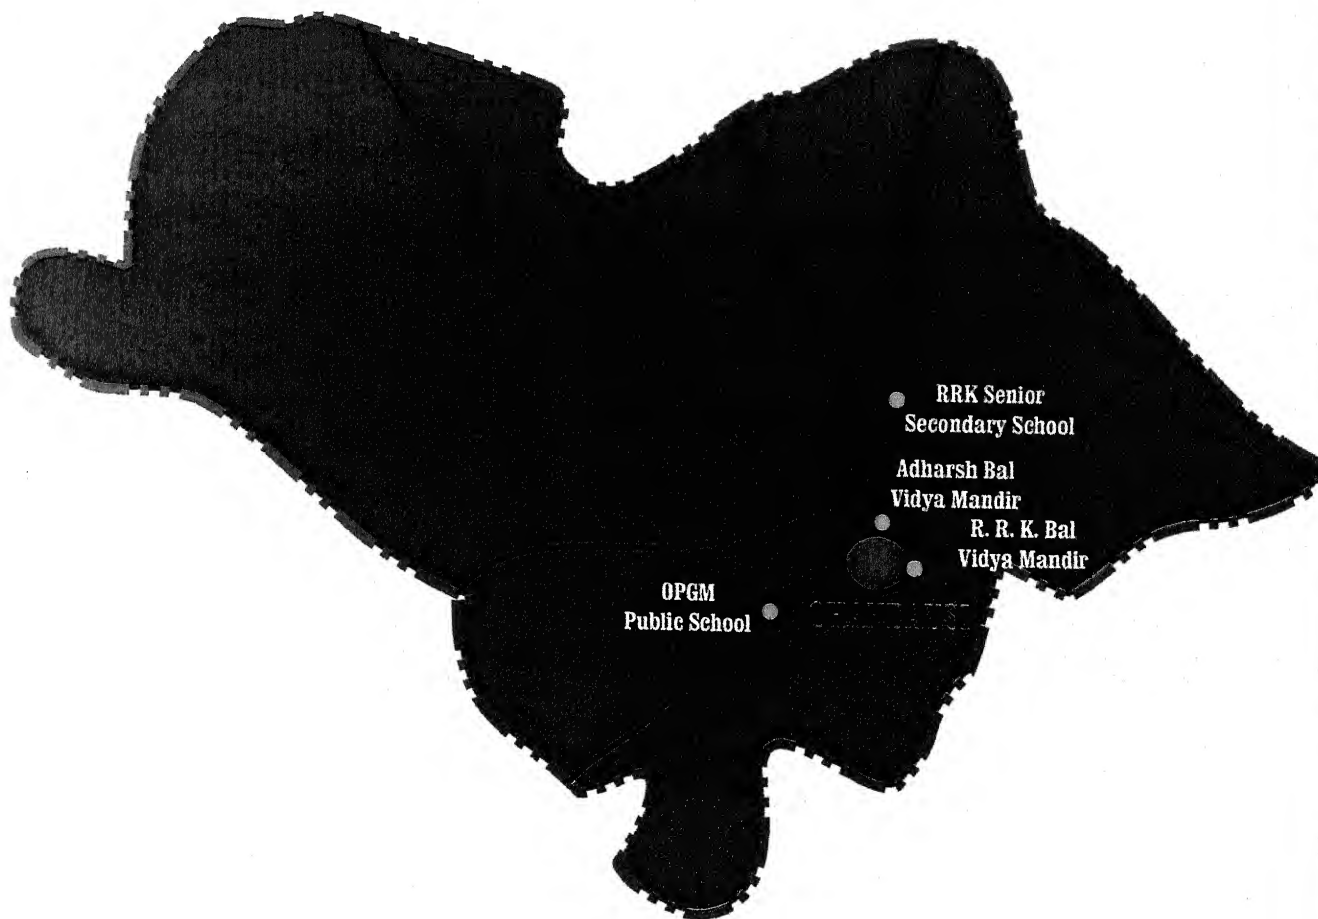 RRK Senior
Secondary School
Adharsh Bal
Vidya Mandir
R. R. K. Bal
Vidya Mandir
OPGM
Public School